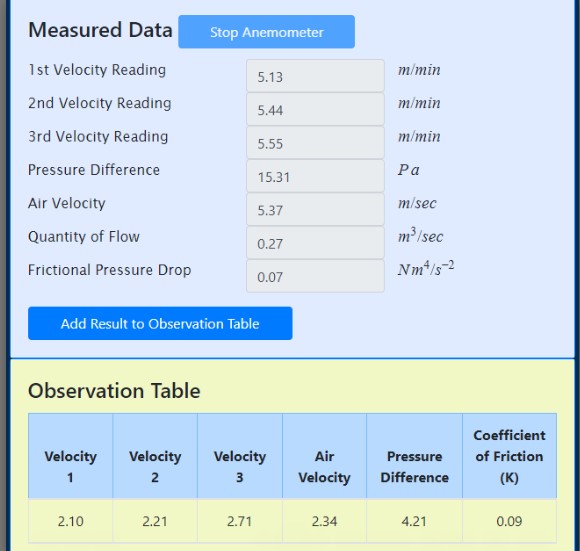 Measured Data Stop Anemometer
1st Velocity Reading 5.13 m/min
2nd Velocity Reading 5.44 m/min
3rd Velocity Reading 5.55 m/min
Pressure Difference 15.31 Pa
Air Velocity 5.37 m/sec
Quantity of Flow 0.27 m³/sec
Frictional Pressure Drop 0.07 Nm⁴/s⁻²
Add Result to Observation Table
Observation Table
Velocity 1 Velocity 2 Velocity 3 Air Velocity Pressure Difference Coefficient of Friction (K)
2.10 2.21 2.71 2.34 4.21 0.09